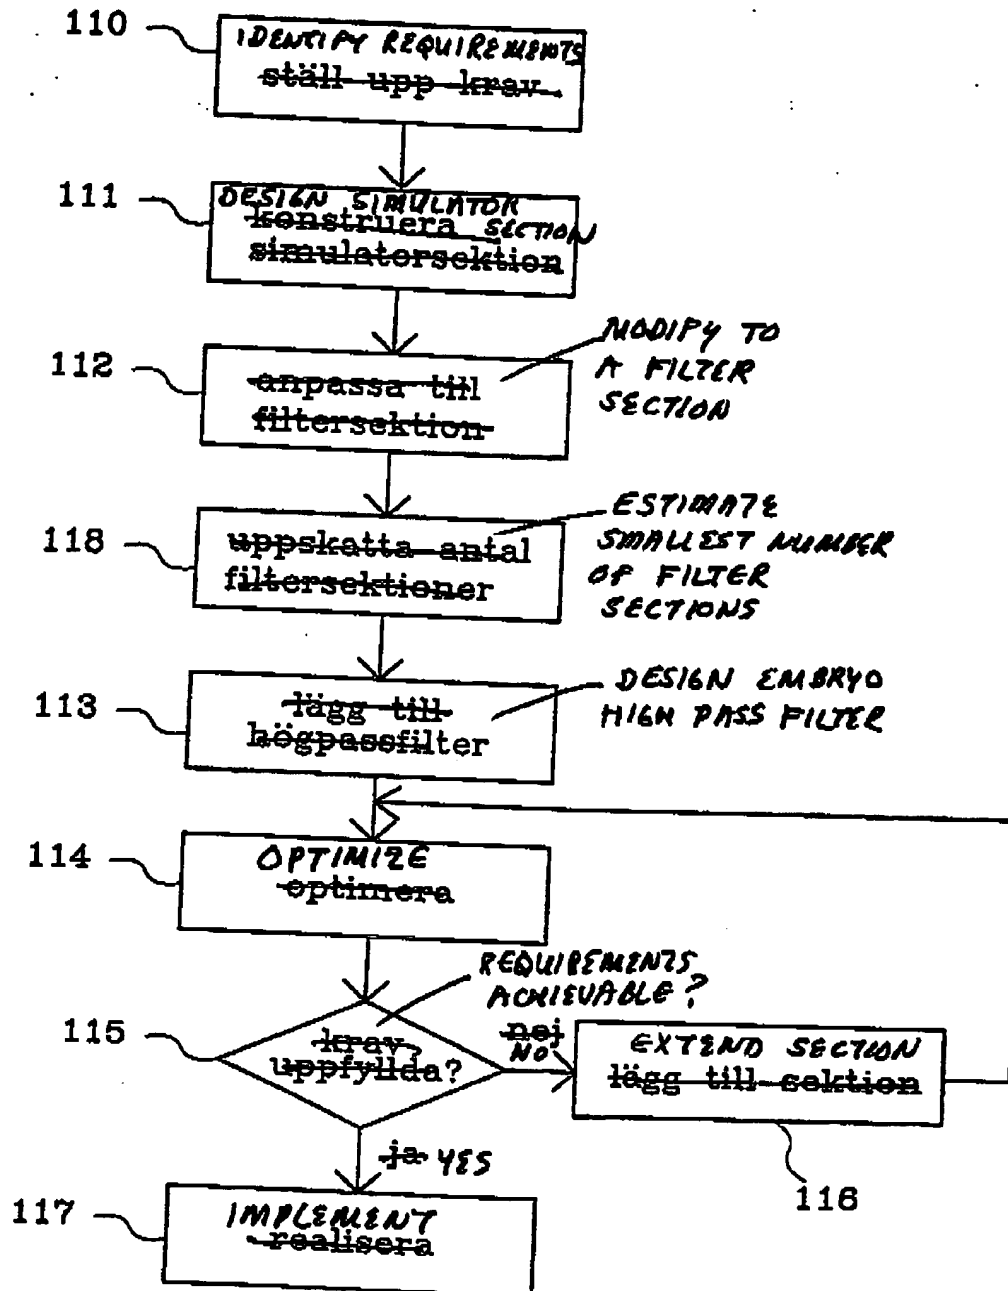 110
IDENTIFY REQUIREMENTS
ställ upp krav
111
DESIGN SIMULATOR
konstruera SECTION
simulatorsektion
112
anpassa till
filtersektion
MODIFY TO
A FILTER
SECTION
118
uppskatta antal
filtersektioner
ESTIMATE
SMALLEST NUMBER
OF FILTER
SECTIONS
113
lägg till
högpassfilter
DESIGN EMBRYO
HIGH PASS FILTER
114
OPTIMIZE
optimera
REQUIREMENTS
ACHIEVABLE?
115
krav
uppfyllda?
nej
NO
EXTEND SECTION
lägg till sektion
116
ja YES
117
IMPLEMENT
realisera